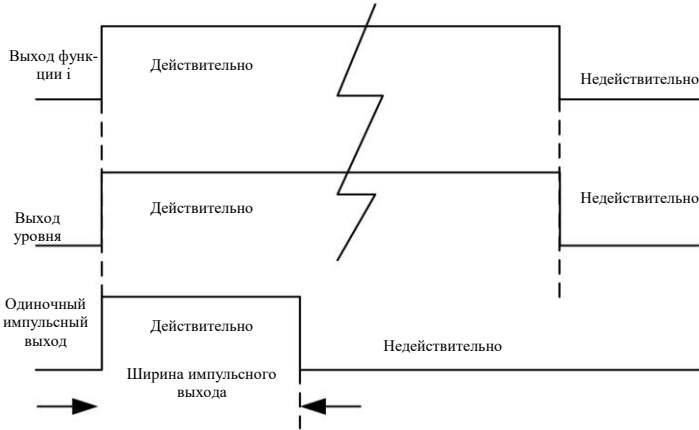 Выход функ-
ции i
Действительно
Недействительно
Выход
уровня
Действительно
Недействительно
Одиночный
импульсный
выход
Действительно
Недействительно
Ширина импульсного
выхода